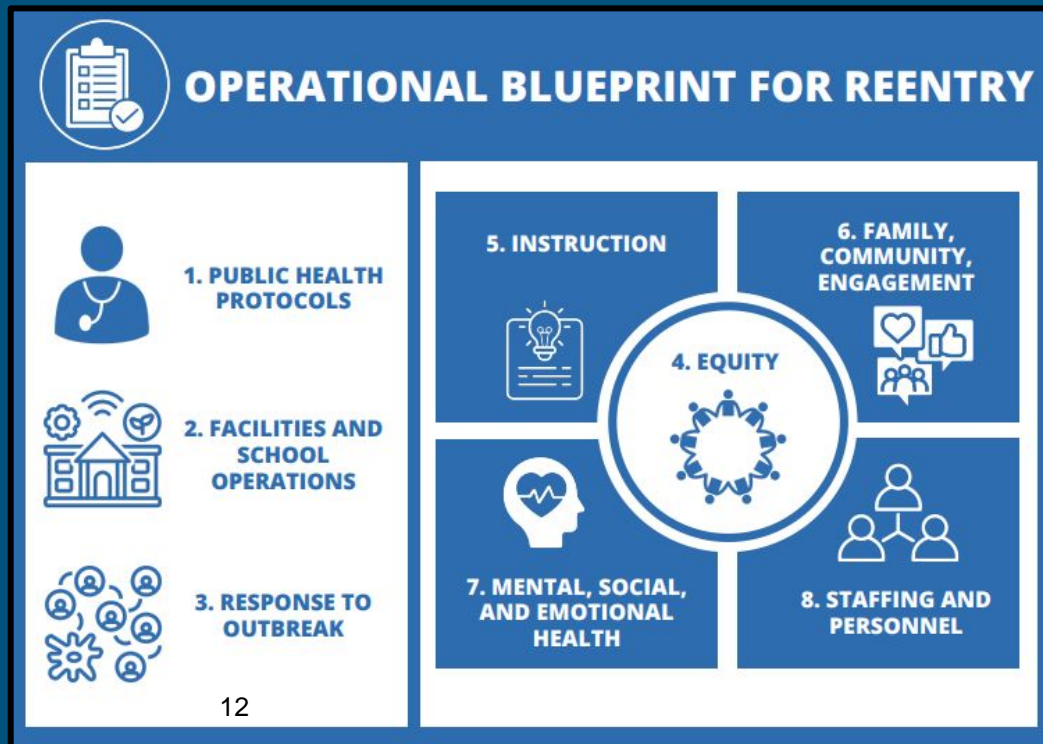 OPERATIONAL BLUEPRINT FOR REENTRY
1. PUBLIC HEALTH
PROTOCOLS
2. FACILITIES AND
SCHOOL
OPERATIONS
3. RESPONSE TO
OUTBREAK
12
5. INSTRUCTION
6. FAMILY,
COMMUNITY,
ENGAGEMENT
4. EQUITY
7. MENTAL, SOCIAL,
AND EMOTIONAL
HEALTH
8. STAFFING AND
PERSONNEL